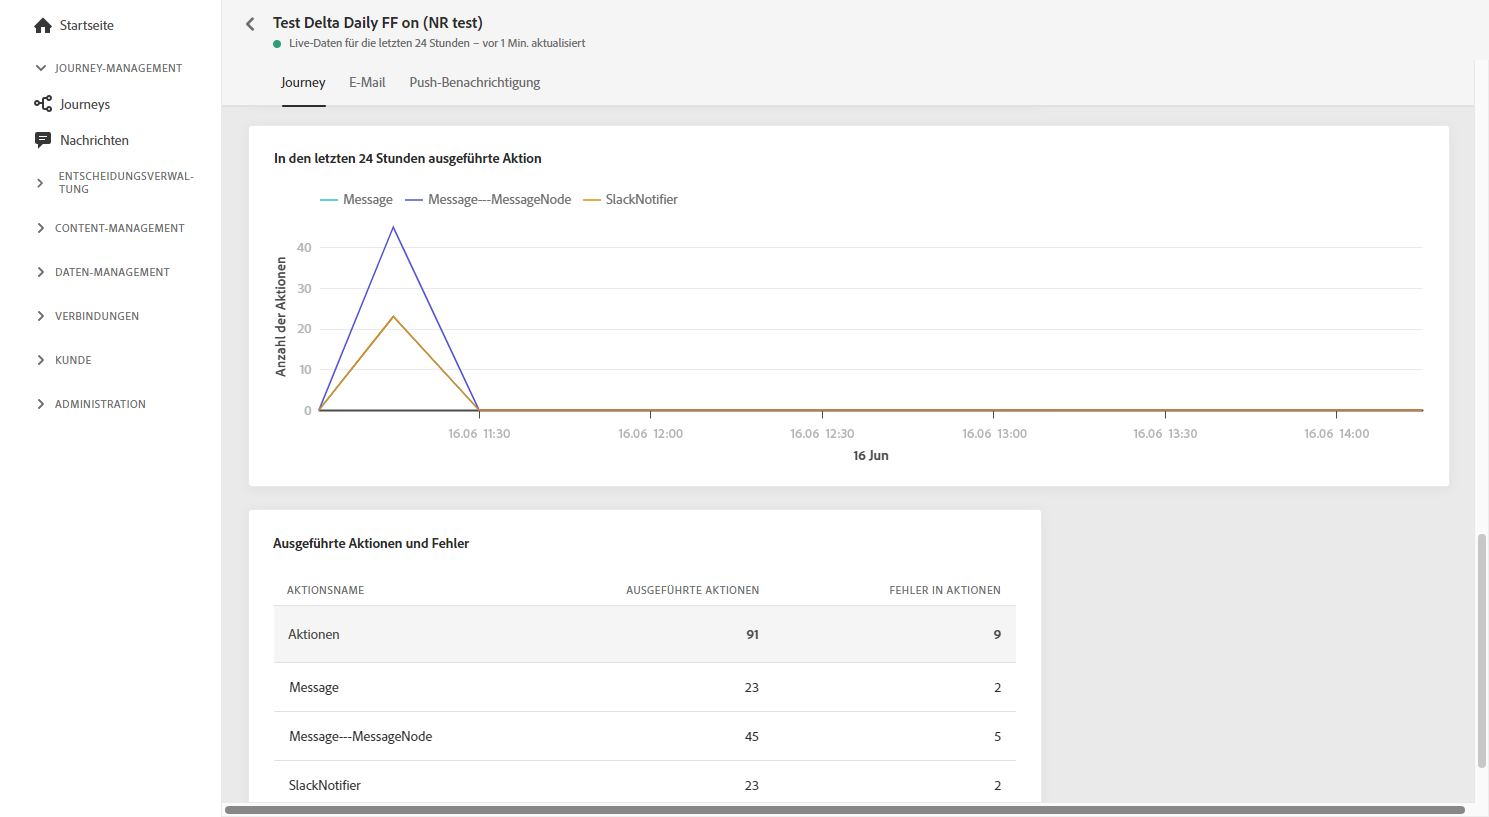 Startseite
JOURNEY-MANAGEMENT
Journeys
Nachrichten
ENTSCHEIDUNGSVERWAL-
TUNG
CONTENT-MANAGEMENT
DATEN-MANAGEMENT
VERBINDUNGEN
KUNDE
ADMINISTRATION
Test Delta Daily FF on (NR test)
Live-Daten für die letzten 24 Stunden – vor 1 Min. aktualisiert
Journey E-Mail Push-Benachrichtigung
In den letzten 24 Stunden ausgeführte Aktion
Message Message---MessageNode SlackNotifier
Anzahl der Aktionen
40
30
20
10
0
16.06 11:30 16.06 12:00 16.06 12:30 16.06 13:00 16.06 13:30 16.06 14:00
16 Jun
Ausgeführte Aktionen und Fehler
AKTIONSNAME AUSGEFÜHRTE AKTIONEN FEHLER IN AKTIONEN
Aktionen 91 9
Message 23 2
Message---MessageNode 45 5
SlackNotifier 23 2